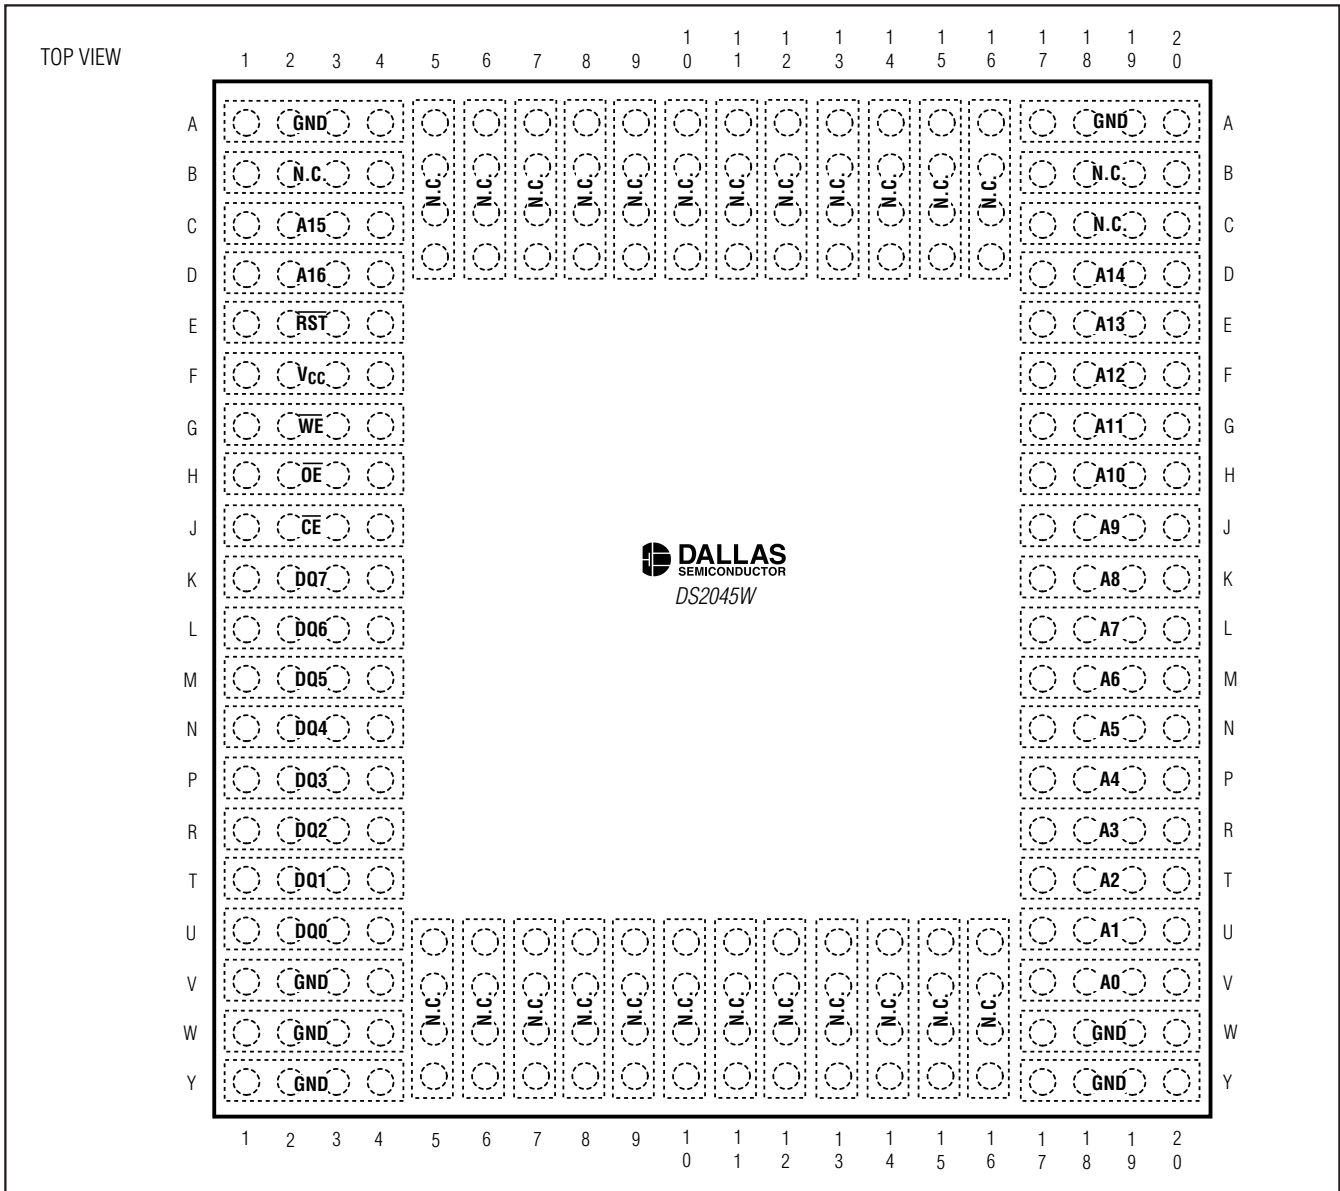 TOP VIEW 1 2 3 4 5 6 7 8 9 10 11 12 13 14 15 16 17 18 19 20
A GND GND A
B N.C. N.C. B
N.C. N.C. N.C. N.C. N.C. N.C. N.C. N.C. N.C. N.C. N.C. N.C.
C A15 N.C. C
D A16 A14 D
E RST A13 E
F VCC A12 F
G WE A11 G
H OE A10 H
J CE A9 J
DALLAS
SEMICONDUCTOR
K DQ7 A8 K
DS2045W
L DQ6 A7 L
M DQ5 A6 M
N DQ4 A5 N
P DQ3 A4 P
R DQ2 A3 R
T DQ1 A2 T
U DQ0 A1 U
V GND A0 V
N.C. N.C. N.C. N.C. N.C. N.C. N.C. N.C. N.C. N.C. N.C. N.C.
W GND GND W
Y GND GND Y
1 2 3 4 5 6 7 8 9 10 11 12 13 14 15 16 17 18 19 20